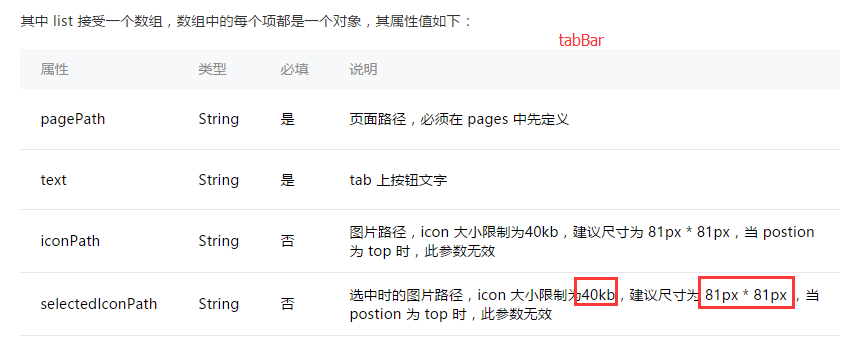 其中 list 接受一个数组，数组中的每个项都是一个对象，其属性值如下：
tabBar
属性 类型 必填 说明
pagePath String 是 页面路径，必须在 pages 中先定义
text String 是 tab 上按钮文字
iconPath String 否 图片路径，icon 大小限制为40kb，建议尺寸为 81px * 81px，当 postion
为 top 时，此参数无效
selectedIconPath String 否 选中时的图片路径，icon 大小限制为40kb，建议尺寸为 81px * 81px ，当
postion 为 top 时，此参数无效